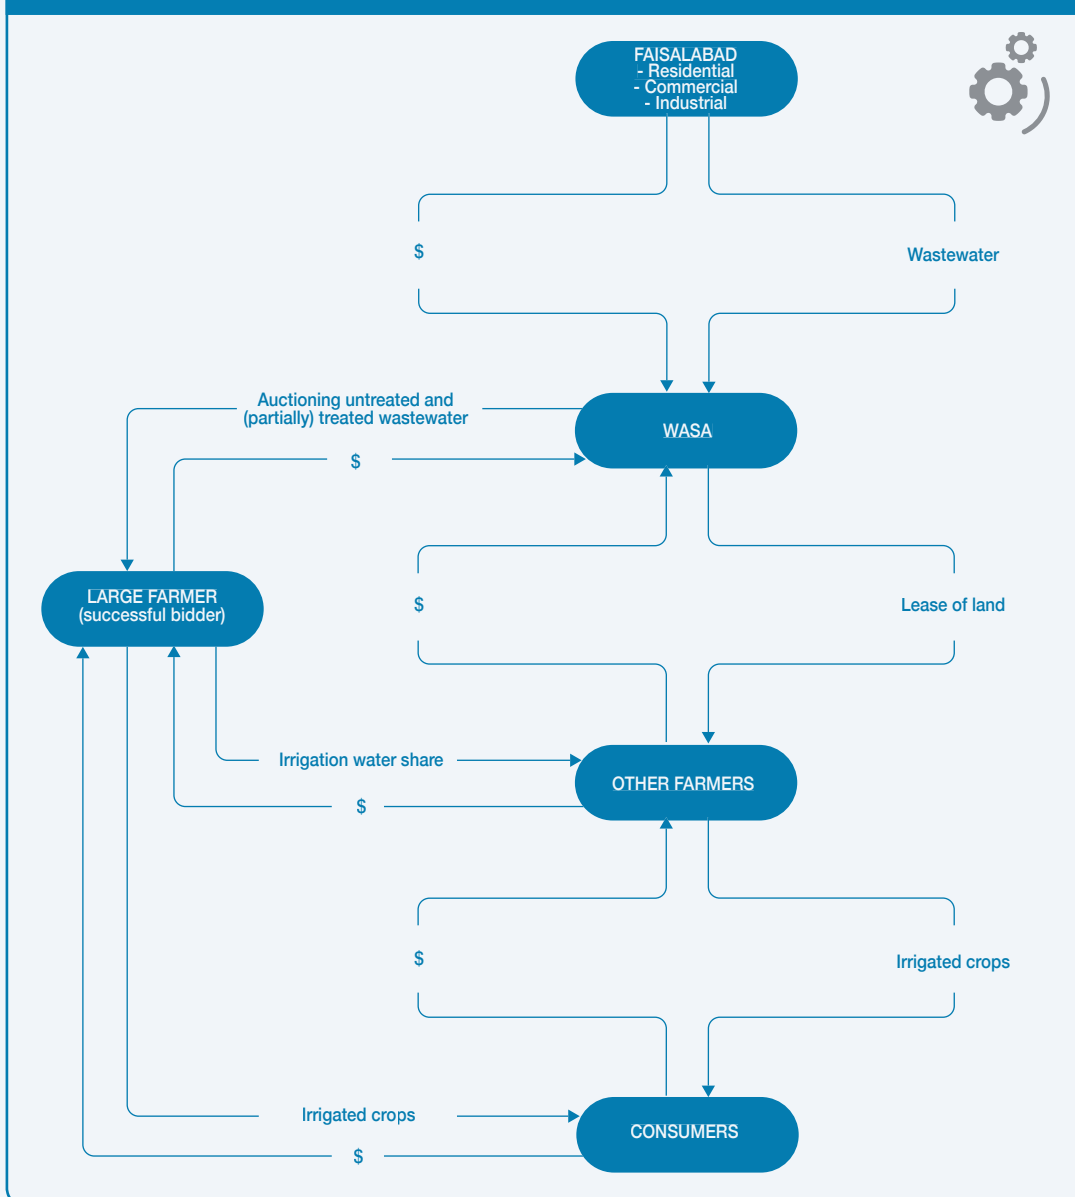 FAISALABAD
- Residential
- Commercial
- Industrial
$
Wastewater
Auctioning untreated and
(partially) treated wastewater
WASA
$
LARGE FARMER
(successful bidder)
$
Lease of land
Irrigation water share
OTHER FARMERS
$
$
Irrigated crops
Irrigated crops
CONSUMERS
$